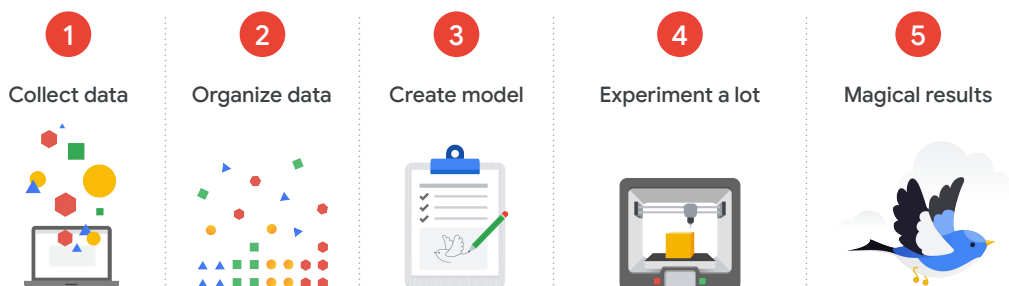 1
Collect data
2
Organize data
3
Create model
4
Experiment a lot
5
Magical results